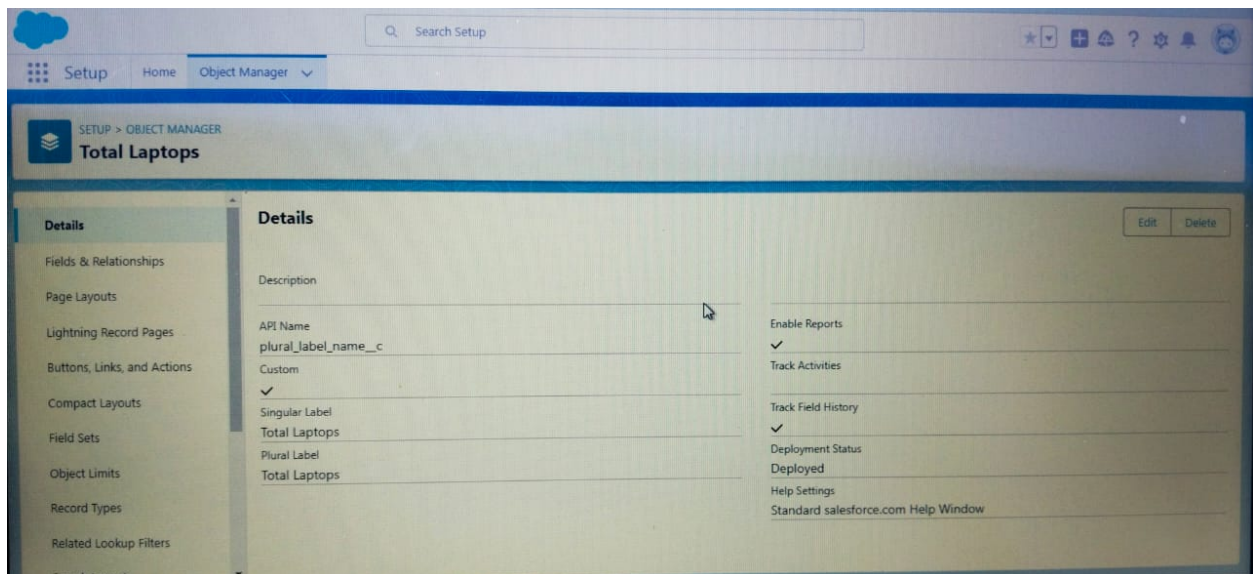 Search Setup
Setup
Home
Object Manager
SETUP > OBJECT MANAGER
Total Laptops
Details
Fields & Relationships
Page Layouts
Lightning Record Pages
Buttons, Links, and Actions
Compact Layouts
Field Sets
Object Limits
Record Types
Related Lookup Filters
Details
Edit
Delete
Description
API Name
plural_label_name__c
Custom
Singular Label
Total Laptops
Plural Label
Total Laptops
Enable Reports
Track Activities
Track Field History
Deployment Status
Deployed
Help Settings
Standard salesforce.com Help Window